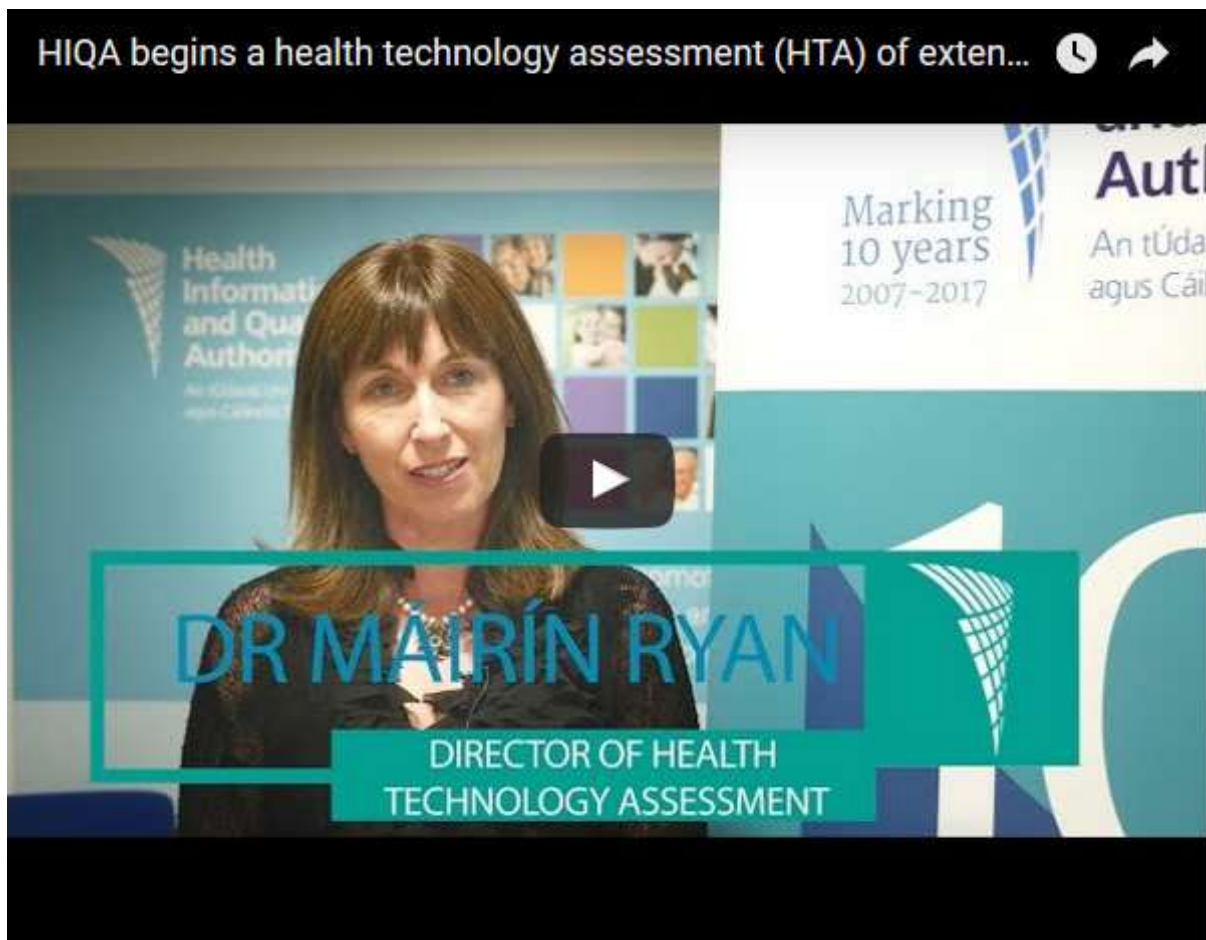 HIQA begins a health technology assessment (HTA) of exten...
Health
Informati
and Qua
Authori
Marking
10 years
2007-2017
Aut
An tÚda
agus Cái
10
DR MÁIRÍN RYAN
DIRECTOR OF HEALTH
TECHNOLOGY ASSESSMENT